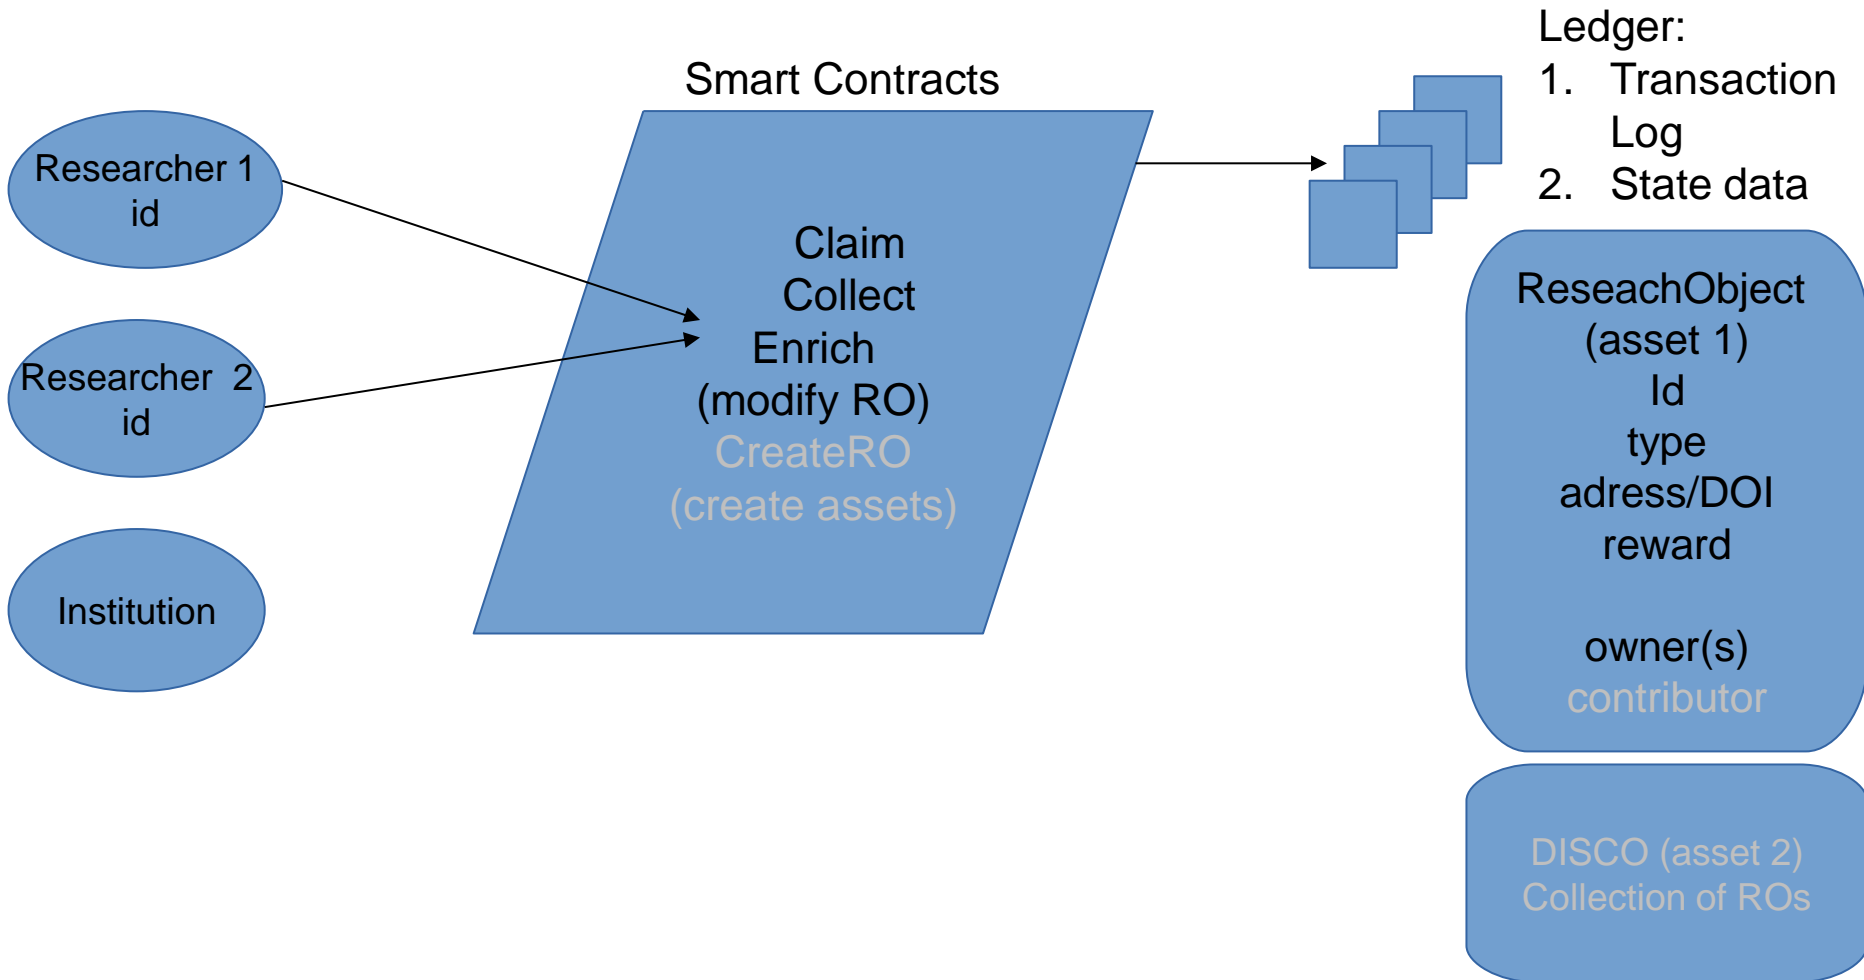 Smart Contracts
Researcher 1
id
Researcher  2
id
Institution
Claim
Collect
Enrich
(modify RO)
CreateRO
(create assets)
Ledger:
1. Transaction
Log
2. State data
ReseachObject
(asset 1)
Id
type
adress/DOI
reward
owner(s)
contributor
DISCO (asset 2)
Collection of ROs